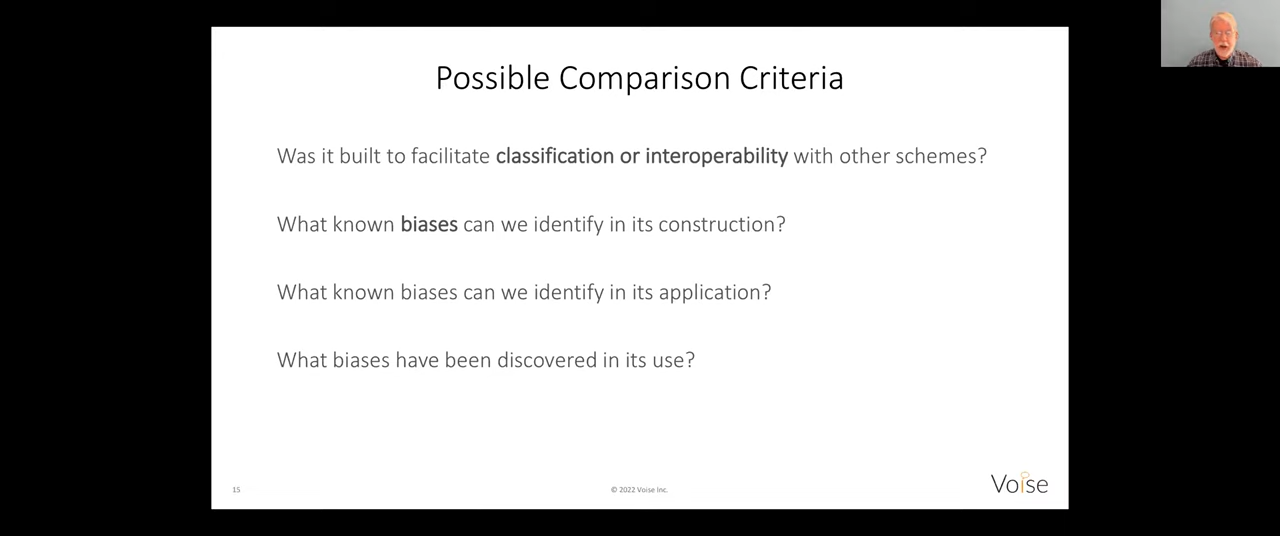 Possible Comparison Criteria
Was it built to facilitate classification or interoperability with other schemes?
What known biases can we identify in its construction?
What known biases can we identify in its application?
What biases have been discovered in its use?
15
© 2022 Voise Inc.
Voise